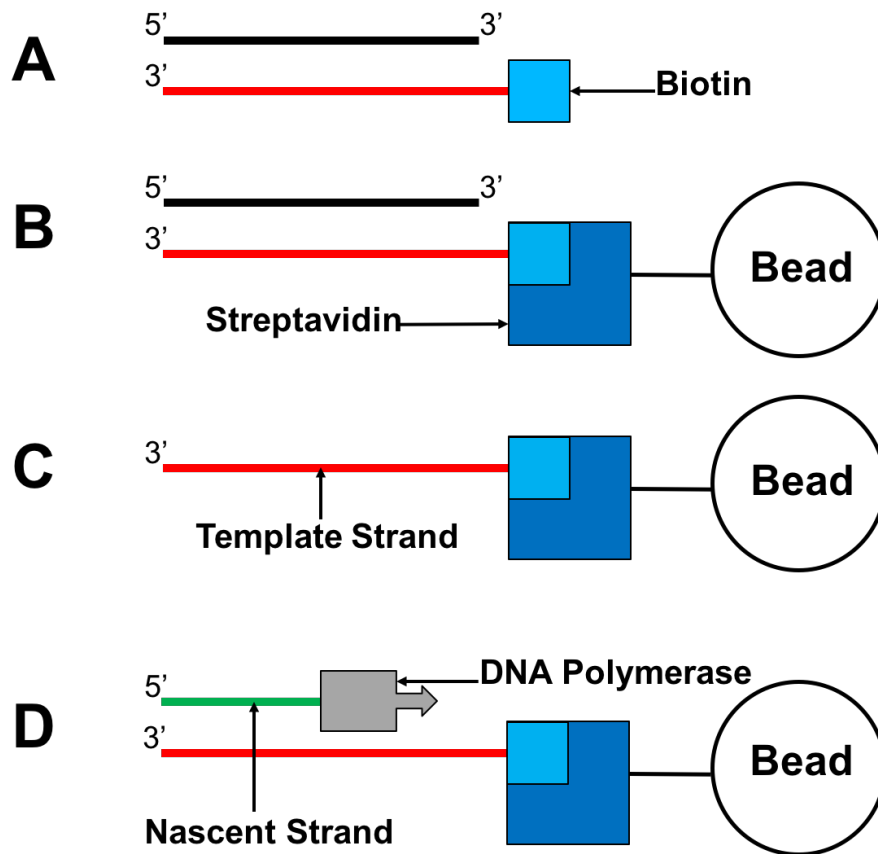 A
5’ 3’
3’
Biotin
B
5’ 3’
3’
Bead
Streptavidin
C
3’
Bead
Template Strand
D
DNA Polymerase
5’
3’
Bead
Nascent Strand